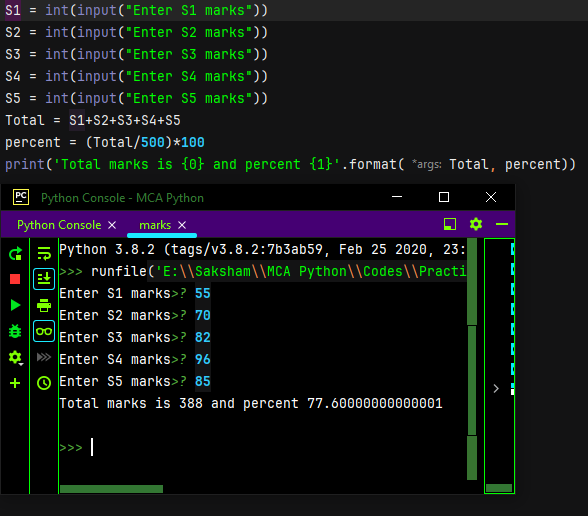 S1 = int(input("Enter S1 marks"))
S2 = int(input("Enter S2 marks"))
S3 = int(input("Enter S3 marks"))
S4 = int(input("Enter S4 marks"))
S5 = int(input("Enter S5 marks"))
Total = S1+S2+S3+S4+S5
percent = (Total/500)*100
print('Total marks is {0} and percent {1}'.format( *args: Total, percent))
PC Python Console - MCA Python
Python Console marks
Python 3.8.2 (tags/v3.8.2:7b3ab59, Feb 25 2020, 23:
>>> runfile('E:\\Saksham\\MCA Python\\Codes\\Practi
Enter S1 marks>? 55
Enter S2 marks>? 70
Enter S3 marks>? 82
Enter S4 marks>? 96
Enter S5 marks>? 85
Total marks is 388 and percent 77.60000000000001
>>>